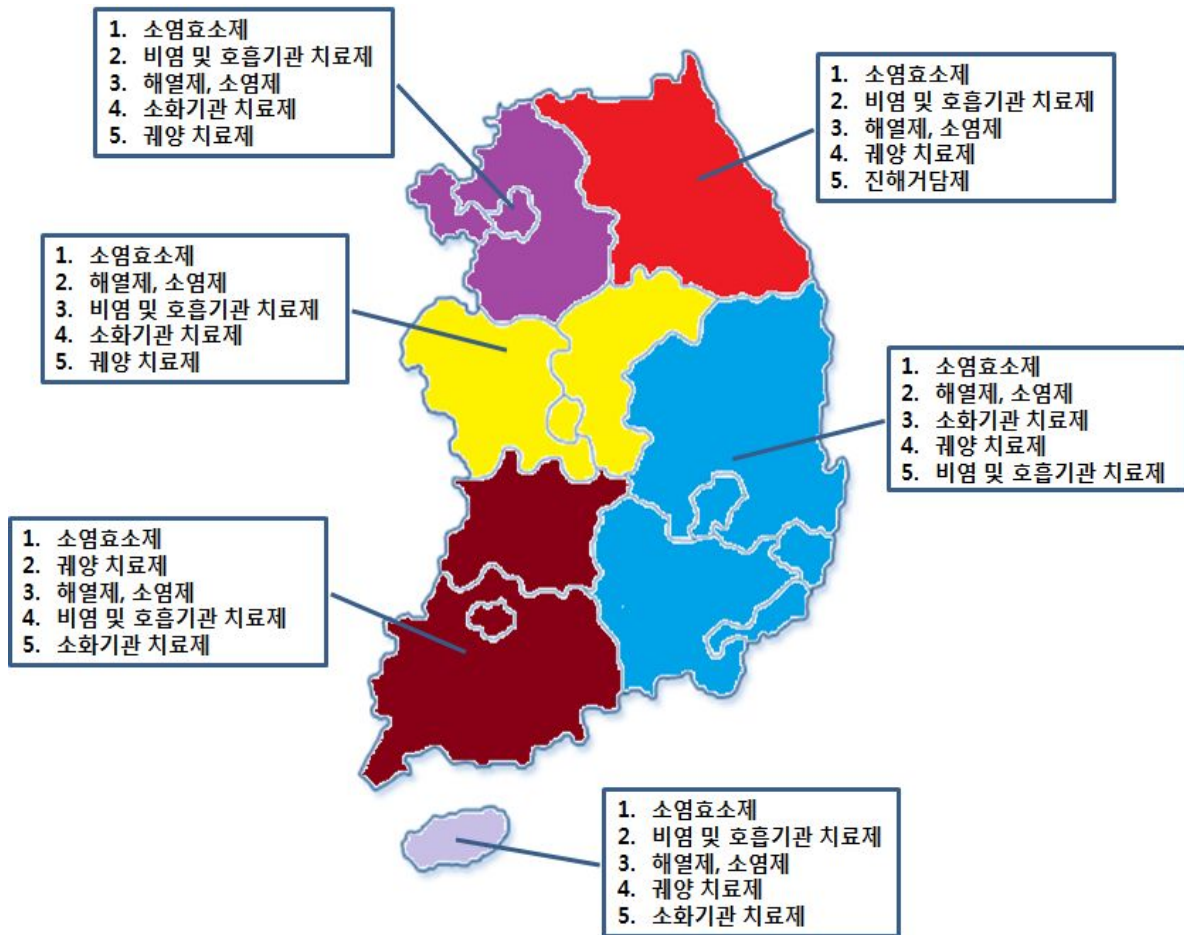 1. 소염효소제
2. 비염 및 호흡기관 치료제
3. 해열제, 소염제
4. 소화기관 치료제
5. 궤양 치료제
1. 소염효소제
2. 비염 및 호흡기관 치료제
3. 해열제, 소염제
4. 궤양 치료제
5. 진해거담제
1. 소염효소제
2. 해열제, 소염제
3. 비염 및 호흡기관 치료제
4. 소화기관 치료제
5. 궤양 치료제
1. 소염효소제
2. 해열제, 소염제
3. 소화기관 치료제
4. 궤양 치료제
5. 비염 및 호흡기관 치료제
1. 소염효소제
2. 궤양 치료제
3. 해열제, 소염제
4. 비염 및 호흡기관 치료제
5. 소화기관 치료제
1. 소염효소제
2. 비염 및 호흡기관 치료제
3. 해열제, 소염제
4. 궤양 치료제
5. 소화기관 치료제